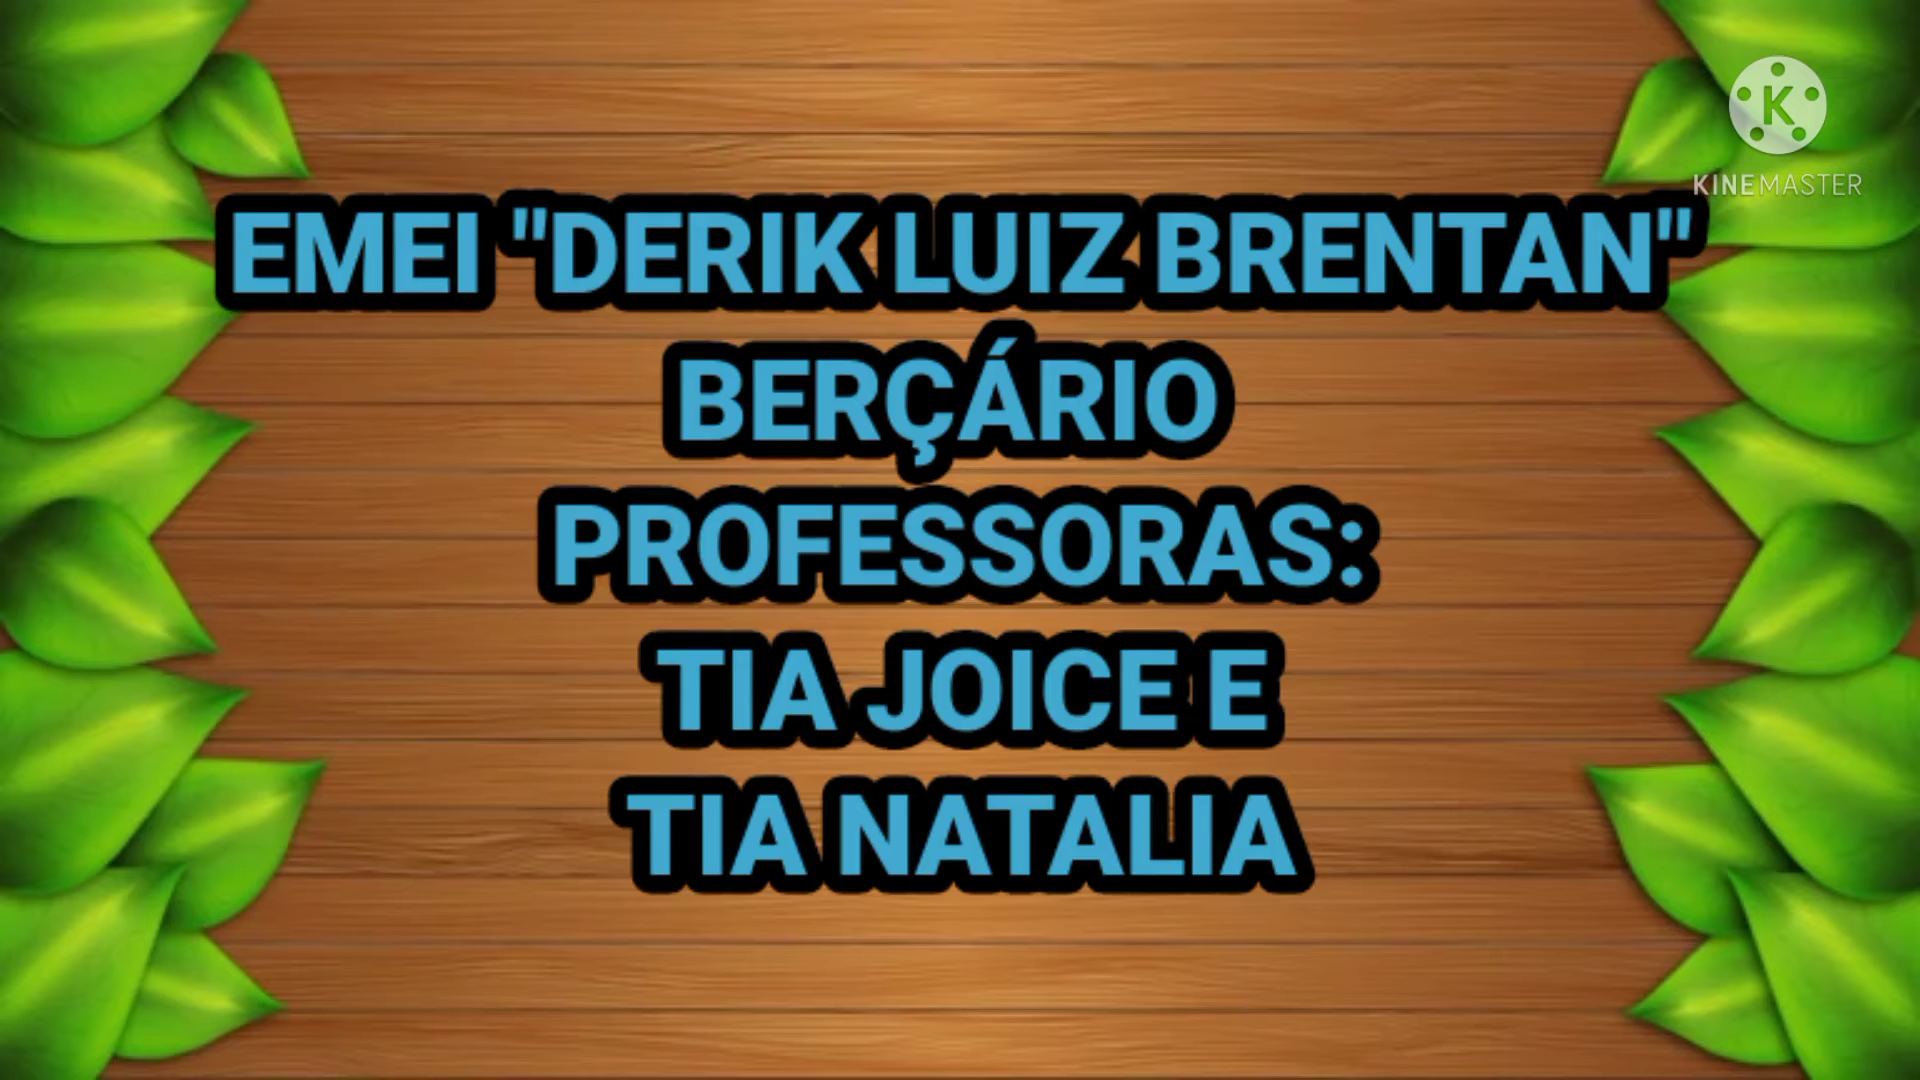 KINEMASTER
EMEI "DERIK LUIZ BRENTAN"
BERÇÁRIO
PROFESSORAS:
TIA JOICE E
TIA NATALIA